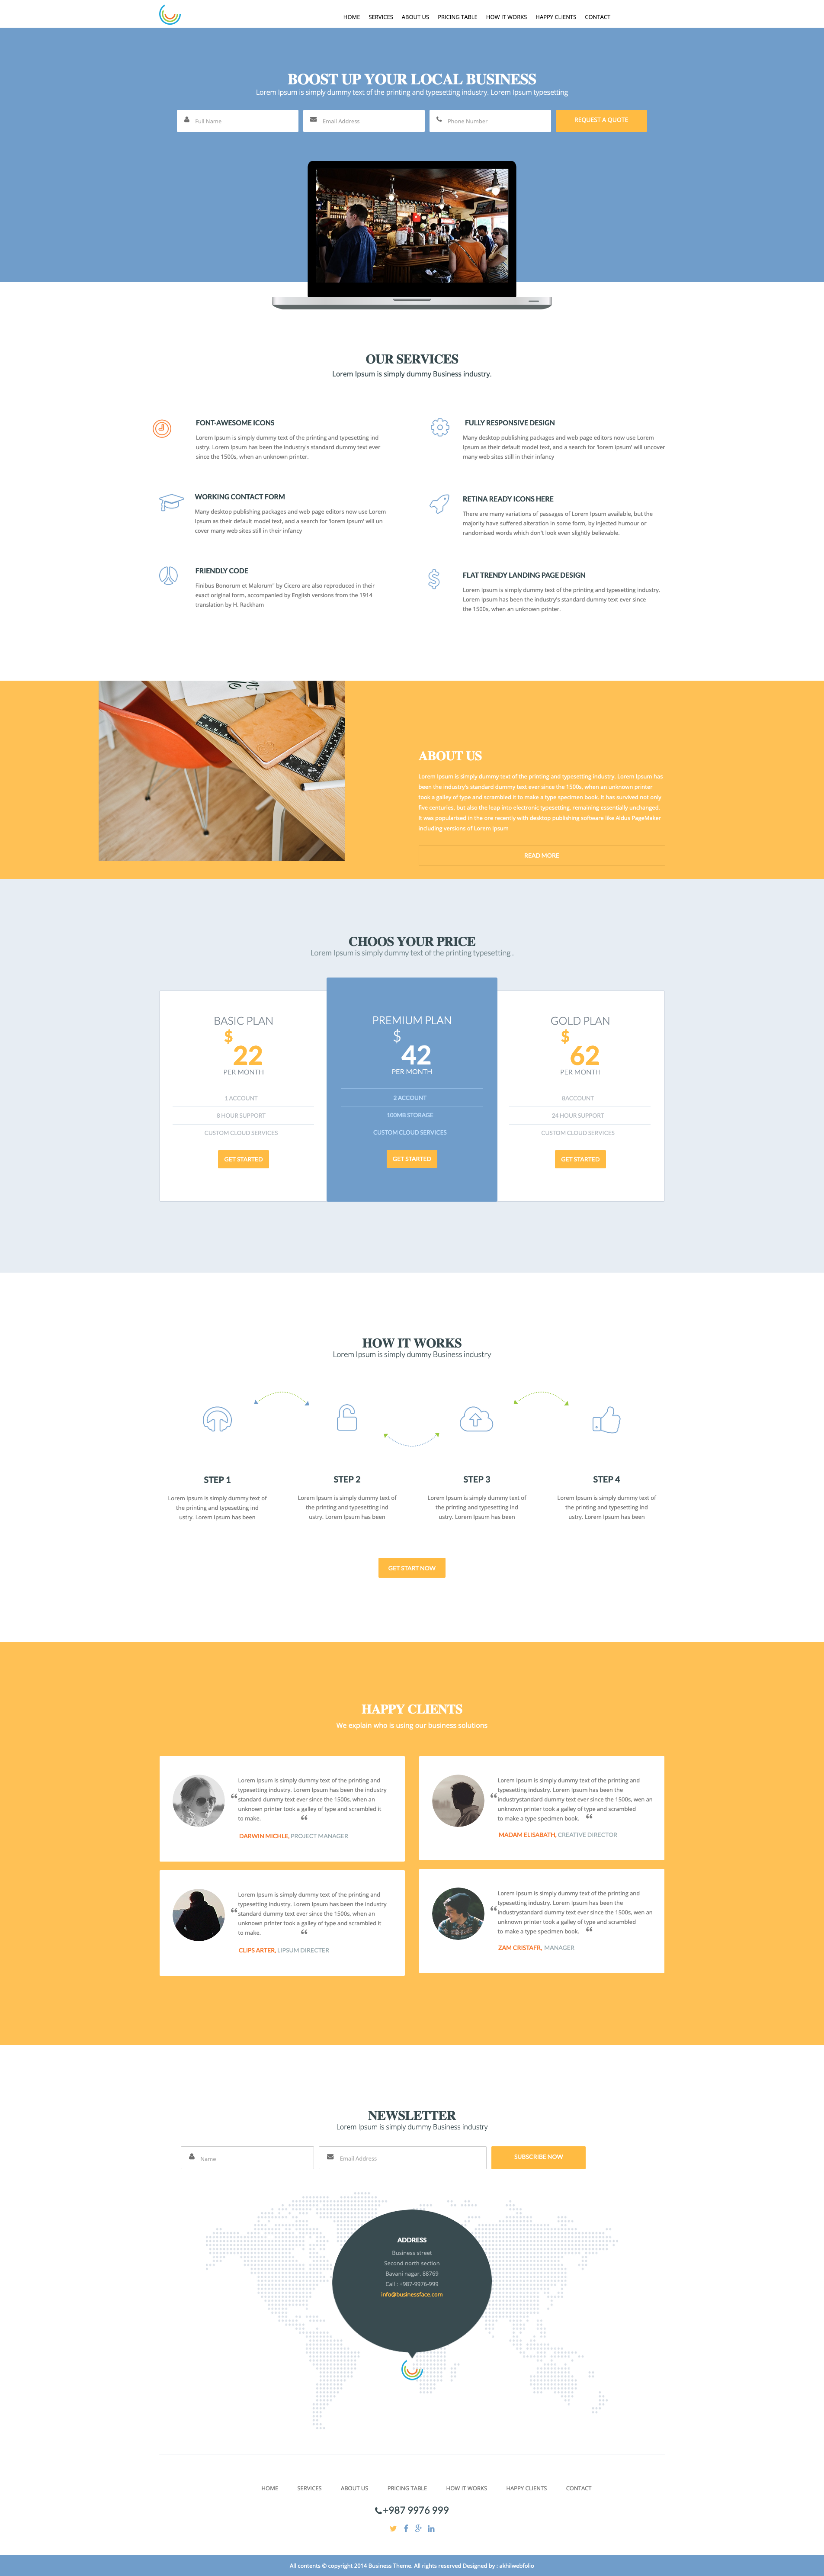 HOME SERVICES ABOUT US PRICING TABLE HOW IT WORKS HAPPY CLIENTS CONTACT
BOOST UP YOUR LOCAL BUSINESS
Lorem Ipsum is simply dummy text of the printing and typesetting industry. Lorem Ipsum typesetting
Full Name
Email Address
Phone Number
REQUEST A QUOTE
OUR SERVICES
Lorem Ipsum is simply dummy Business industry.
FONT-AWESOME ICONS
Lorem Ipsum is simply dummy text of the printing and typesetting ind
ustry. Lorem Ipsum has been the industry's standard dummy text ever
since the 1500s, when an unknown printer.
FULLY RESPONSIVE DESIGN
Many desktop publishing packages and web page editors now use Lorem
Ipsum as their default model text, and a search for 'lorem ipsum' will uncover
many web sites still in their infancy
WORKING CONTACT FORM
Many desktop publishing packages and web page editors now use Lorem
Ipsum as their default model text, and a search for 'lorem ipsum' will un
cover many web sites still in their infancy
RETINA READY ICONS HERE
There are many variations of passages of Lorem Ipsum available, but the
majority have suffered alteration in some form, by injected humour or
randomised words which don't look even slightly believable.
FRIENDLY CODE
Finibus Bonorum et Malorum" by Cicero are also reproduced in their
exact original form, accompanied by English versions from the 1914
translation by H. Rackham
FLAT TRENDY LANDING PAGE DESIGN
Lorem Ipsum is simply dummy text of the printing and typesetting industry.
Lorem Ipsum has been the industry's standard dummy text ever since
the 1500s, when an unknown printer.
ABOUT US
Lorem Ipsum is simply dummy text of the printing and typesetting industry. Lorem Ipsum has
been the industry's standard dummy text ever since the 1500s, when an unknown printer
took a galley of type and scrambled it to make a type specimen book. It has survived not only
five centuries, but also the leap into electronic typesetting, remaining essentially unchanged.
It was popularised in the are recently with desktop publishing software like Aldus PageMaker
including versions of Lorem Ipsum
READ MORE
CHOOS YOUR PRICE
Lorem Ipsum is simply dummy text of the printing typesetting .
BASIC PLAN
$
22
PER MONTH
1 ACCOUNT
8 HOUR SUPPORT
CUSTOM CLOUD SERVICES
GET STARTED
PREMIUM PLAN
$
42
PER MONTH
2 ACCOUNT
100MB STORAGE
CUSTOM CLOUD SERVICES
GET STARTED
GOLD PLAN
$
62
PER MONTH
8ACCOUNT
24 HOUR SUPPORT
CUSTOM CLOUD SERVICES
GET STARTED
HOW IT WORKS
Lorem Ipsum is simply dummy Business industry
STEP 1
Lorem Ipsum is simply dummy text of
the printing and typesetting ind
ustry. Lorem Ipsum has been
STEP 2
Lorem Ipsum is simply dummy text of
the printing and typesetting ind
ustry. Lorem Ipsum has been
STEP 3
Lorem Ipsum is simply dummy text of
the printing and typesetting ind
ustry. Lorem Ipsum has been
STEP 4
Lorem Ipsum is simply dummy text of
the printing and typesetting ind
ustry. Lorem Ipsum has been
GET START NOW
HAPPY CLIENTS
We explain who is using our business solutions
“ Lorem Ipsum is simply dummy text of the printing and
typesetting industry. Lorem Ipsum has been the industry
standard dummy text ever since the 1500s, when an
unknown printer took a galley of type and scrambled it
to make. “
DARWIN MICHLE, PROJECT MANAGER
“ Lorem Ipsum is simply dummy text of the printing and
typesetting industry. Lorem Ipsum has been the
industrystandard dummy text ever since the 1500s, wen an
unknown printer took a galley of type and scrambled
to make a type specimen book. “
MADAM ELISABATH, CREATIVE DIRECTOR
“ Lorem Ipsum is simply dummy text of the printing and
typesetting industry. Lorem Ipsum has been the industry
standard dummy text ever since the 1500s, when an
unknown printer took a galley of type and scrambled it
to make. “
CLIPS ARTER, LIPSUM DIRECTER
“ Lorem Ipsum is simply dummy text of the printing and
typesetting industry. Lorem Ipsum has been the
industrystandard dummy text ever since the 1500s, wen an
unknown printer took a galley of type and scrambled
to make a type specimen book. “
ZAM CRISTAFR, MANAGER
NEWSLETTER
Lorem Ipsum is simply dummy Business industry
Name
Email Address
SUBSCRIBE NOW
ADDRESS
Business street
Second north section
Bavani nagar. 88769
Call : +987-9976-999
info@businessface.com
HOME SERVICES ABOUT US PRICING TABLE HOW IT WORKS HAPPY CLIENTS CONTACT
+987 9976 999
All contents © copyright 2014 Business Theme. All rights reserved Designed by : akhilwebfolio